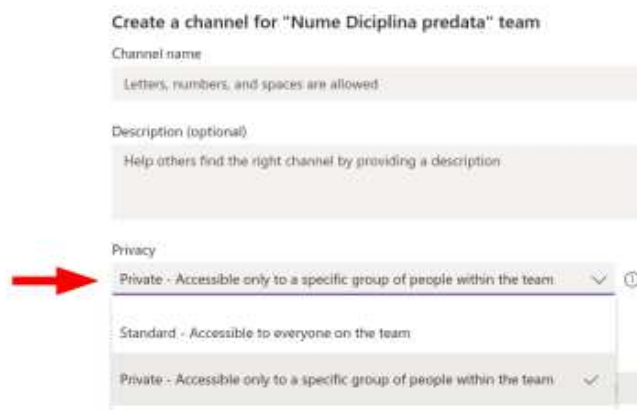 Create a channel for "Nume Diciplina predata" team
Channel name
Letters, numbers, and spaces are allowed
Description (optional)
Help others find the right channel by providing a description
Privacy
Private - Accessible only to a specific group of people within the team
Standard - Accessible to everyone on the team
Private - Accessible only to a specific group of people within the team